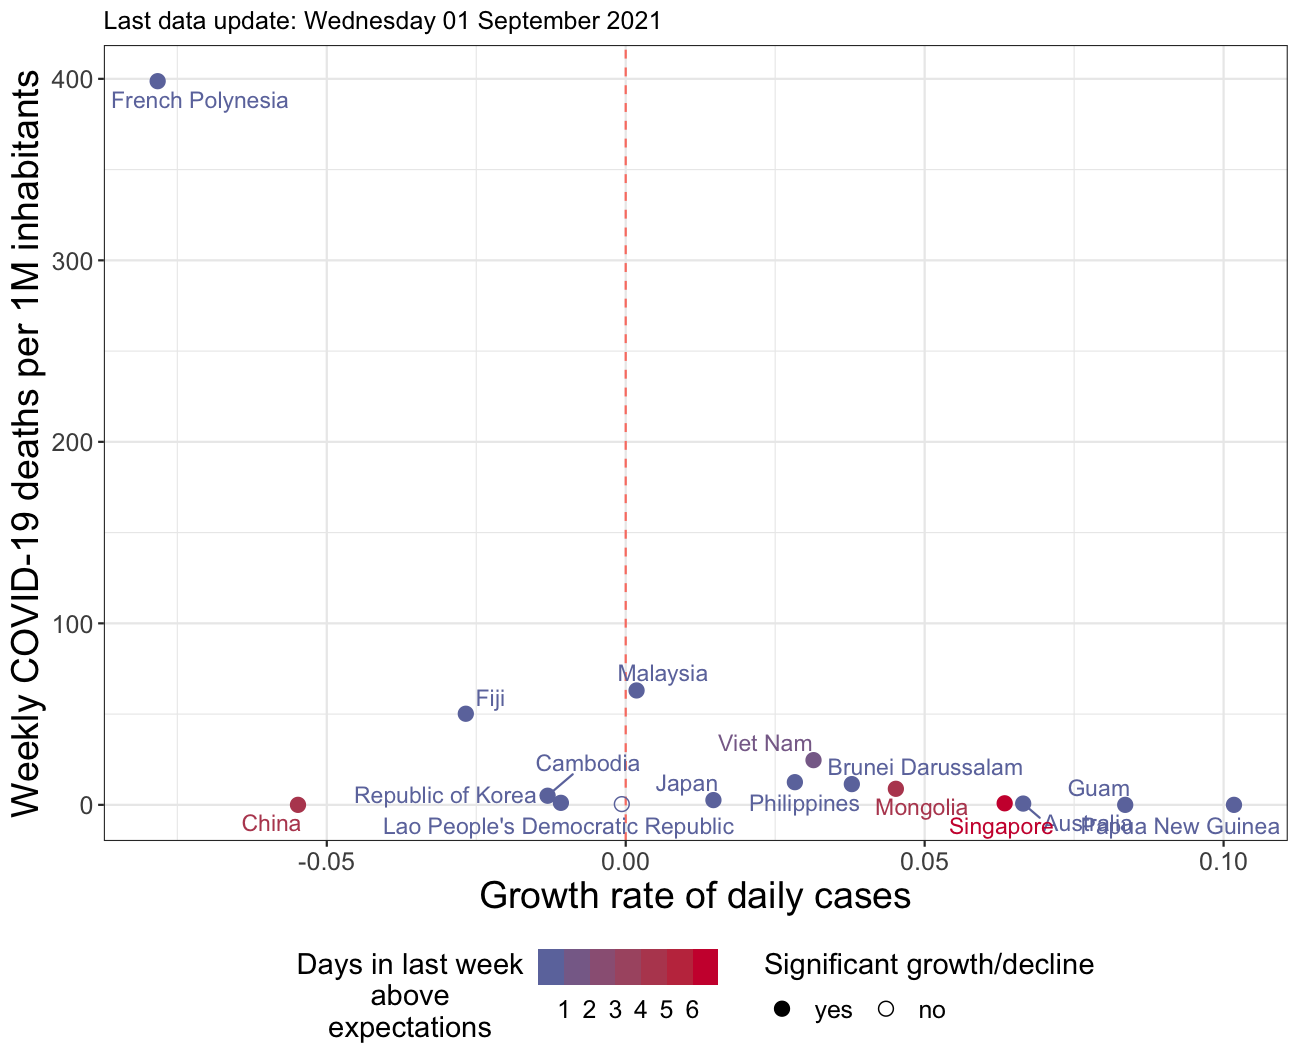 Last data update: Wednesday 01 September 2021
Weekly COVID-19 deaths per 1M inhabitants
400
300
200
100
0
French Polynesia
Malaysia
Fiji
Viet Nam
Cambodia
Brunei Darussalam
Japan
Guam
Republic of Korea
Philippines
Mongolia
China
Lao People's Democratic Republic
Singapore
Australia
Papua New Guinea
-0.05
0.00
0.05
0.10
Growth rate of daily cases
Days in last week
above
expectations
1 2 3 4 5 6
Significant growth/decline
yes no